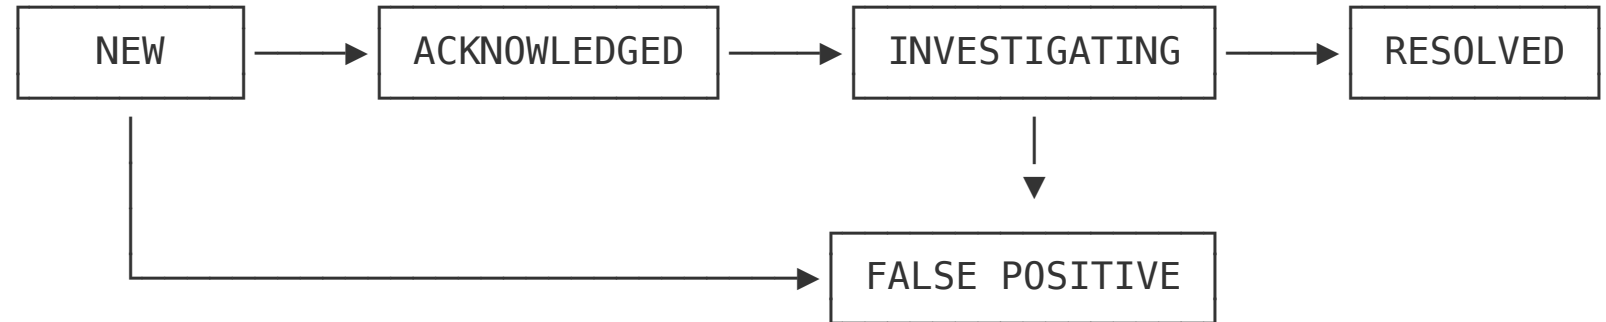 NEW
ACKNOWLEDGED
INVESTIGATING
RESOLVED
FALSE POSITIVE